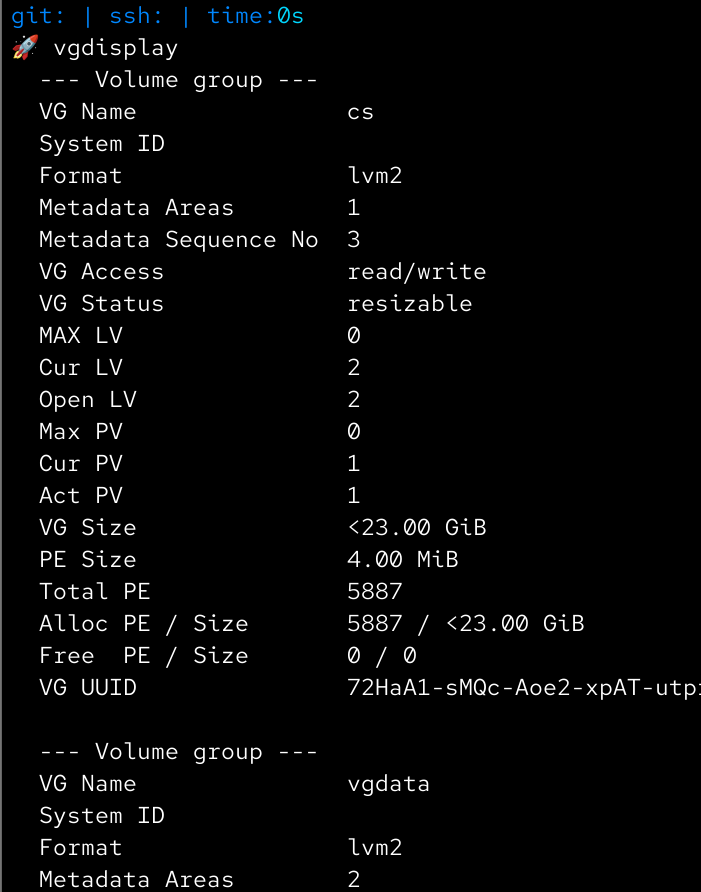 git: | ssh: | time:0s
🚀 vgdisplay
--- Volume group ---
VG Name cs
System ID
Format lvm2
Metadata Areas 1
Metadata Sequence No 3
VG Access read/write
VG Status resizable
MAX LV 0
Cur LV 2
Open LV 2
Max PV 0
Cur PV 1
Act PV 1
VG Size <23.00 GiB
PE Size 4.00 MiB
Total PE 5887
Alloc PE / Size 5887 / <23.00 GiB
Free  PE / Size 0 / 0
VG UUID 72HaA1-sMQc-Aoe2-xpAT-utp
--- Volume group ---
VG Name vgdata
System ID
Format lvm2
Metadata Areas 2